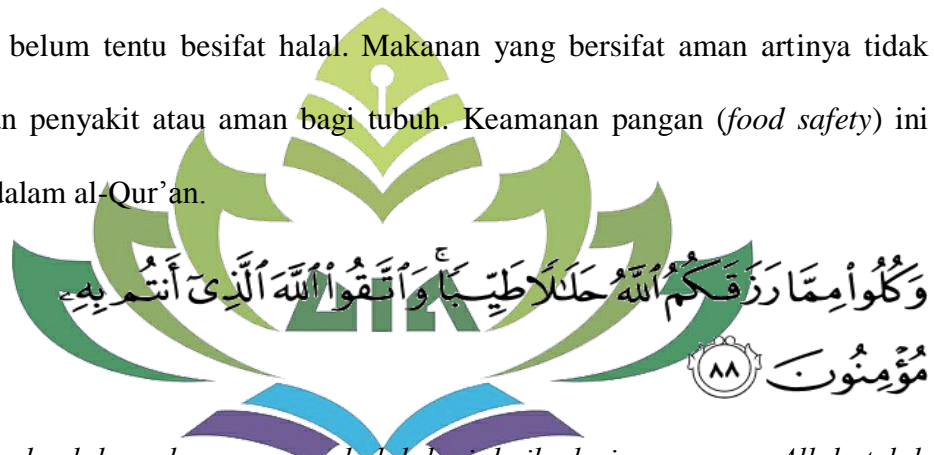 belum tentu besifat halal. Makanan yang bersifat aman artinya tidak
penyakit atau aman bagi tubuh. Keamanan pangan (food safety) ini
dalam al-Qur’an.
وَكُلُوا۟ مِمَّا رَزَقَكُمُ ٱللَّهُ حَلَـٰلًا طَيِّبًا ۚ وَٱتَّقُوا۟ ٱللَّهَ ٱلَّذِىٓ أَنتُم بِهِۦ
مُؤْمِنُونَ ٨٨